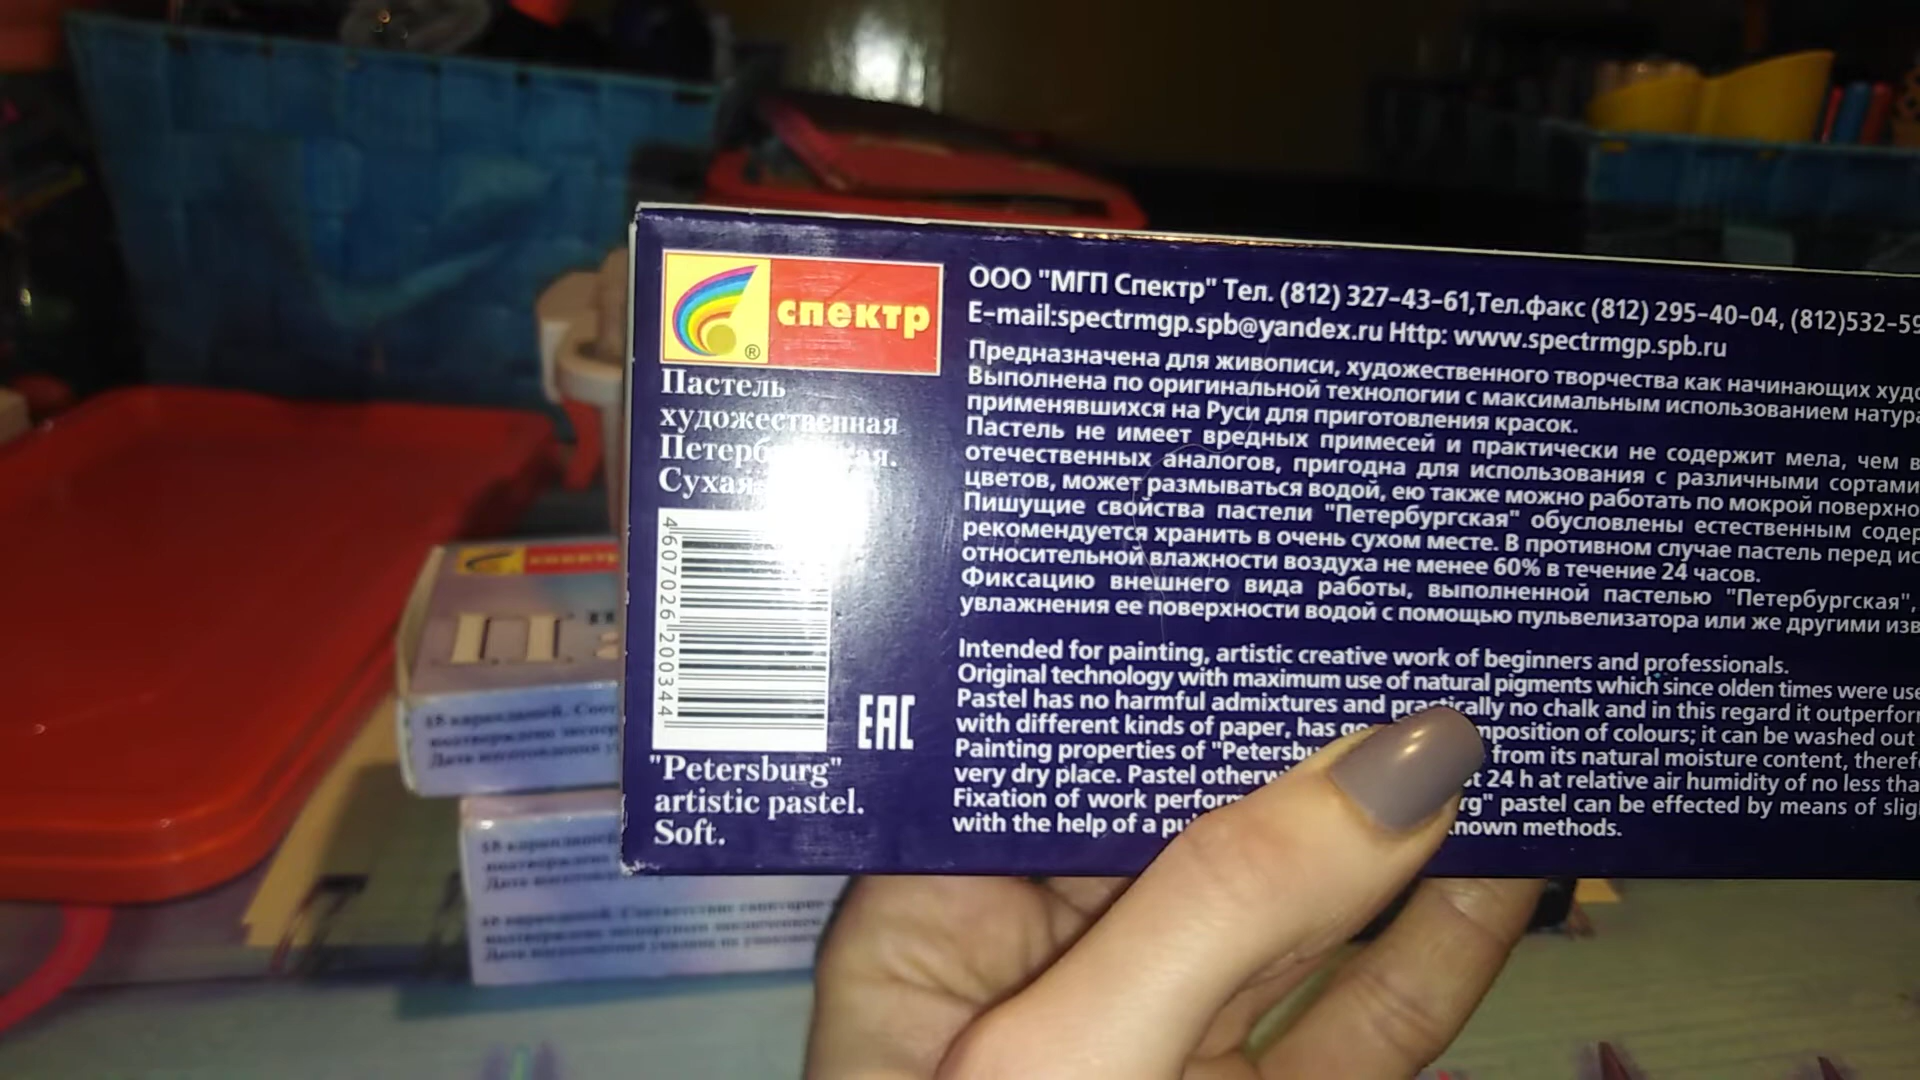 спектр
®
Пастель
художественная
Сухая
4607026 200344
EAC
"Petersburg"
artistic pastel.
Soft.
ООО "МГП Спектр" Тел. (812) 327-43-61,Тел.факс (812) 295-40-04, (812)532-59
E-mail:spectrmgp.spb@yandex.ru Http: www.spectrmgp.spb.ru
Предназначена для живописи, художественного творчества как начинающих худо
Выполнена по оригинальной технологии с максимальным использованием натура
применявшихся на Руси для приготовления красок.
Пастель не имеет вредных примесей и практически не содержит мела, чем в
отечественных аналогов, пригодна для использования с различными сортами
цветов, может размываться водой, ею также можно работать по мокрой поверхно
Пишущие свойства пастели "Петербургская" обусловлены естественным содер
рекомендуется хранить в очень сухом месте. В противном случае пастель перед ис
относительной влажности воздуха не менее 60% в течение 24 часов.
Фиксацию внешнего вида работы, выполненной пастелью "Петербургская",
увлажнения ее поверхности водой с помощью пульвелизатора или же другими изв
Intended for painting, artistic creative work of beginners and professionals.
Original technology with maximum use of natural pigments which since olden times were use
Pastel has no harmful admixtures and practically no chalk and in this regard it outperfor
with different kinds of paper, has mposition of colours; it can be washed out
Painting properties of "Petersbu from its natural moisture content, theref
very dry place. Pastel otherw 24 h at relative air humidity of no less tha
Fixation of work perfor rg" pastel can be effected by means of slig
with the help of a nown methods.
спектр